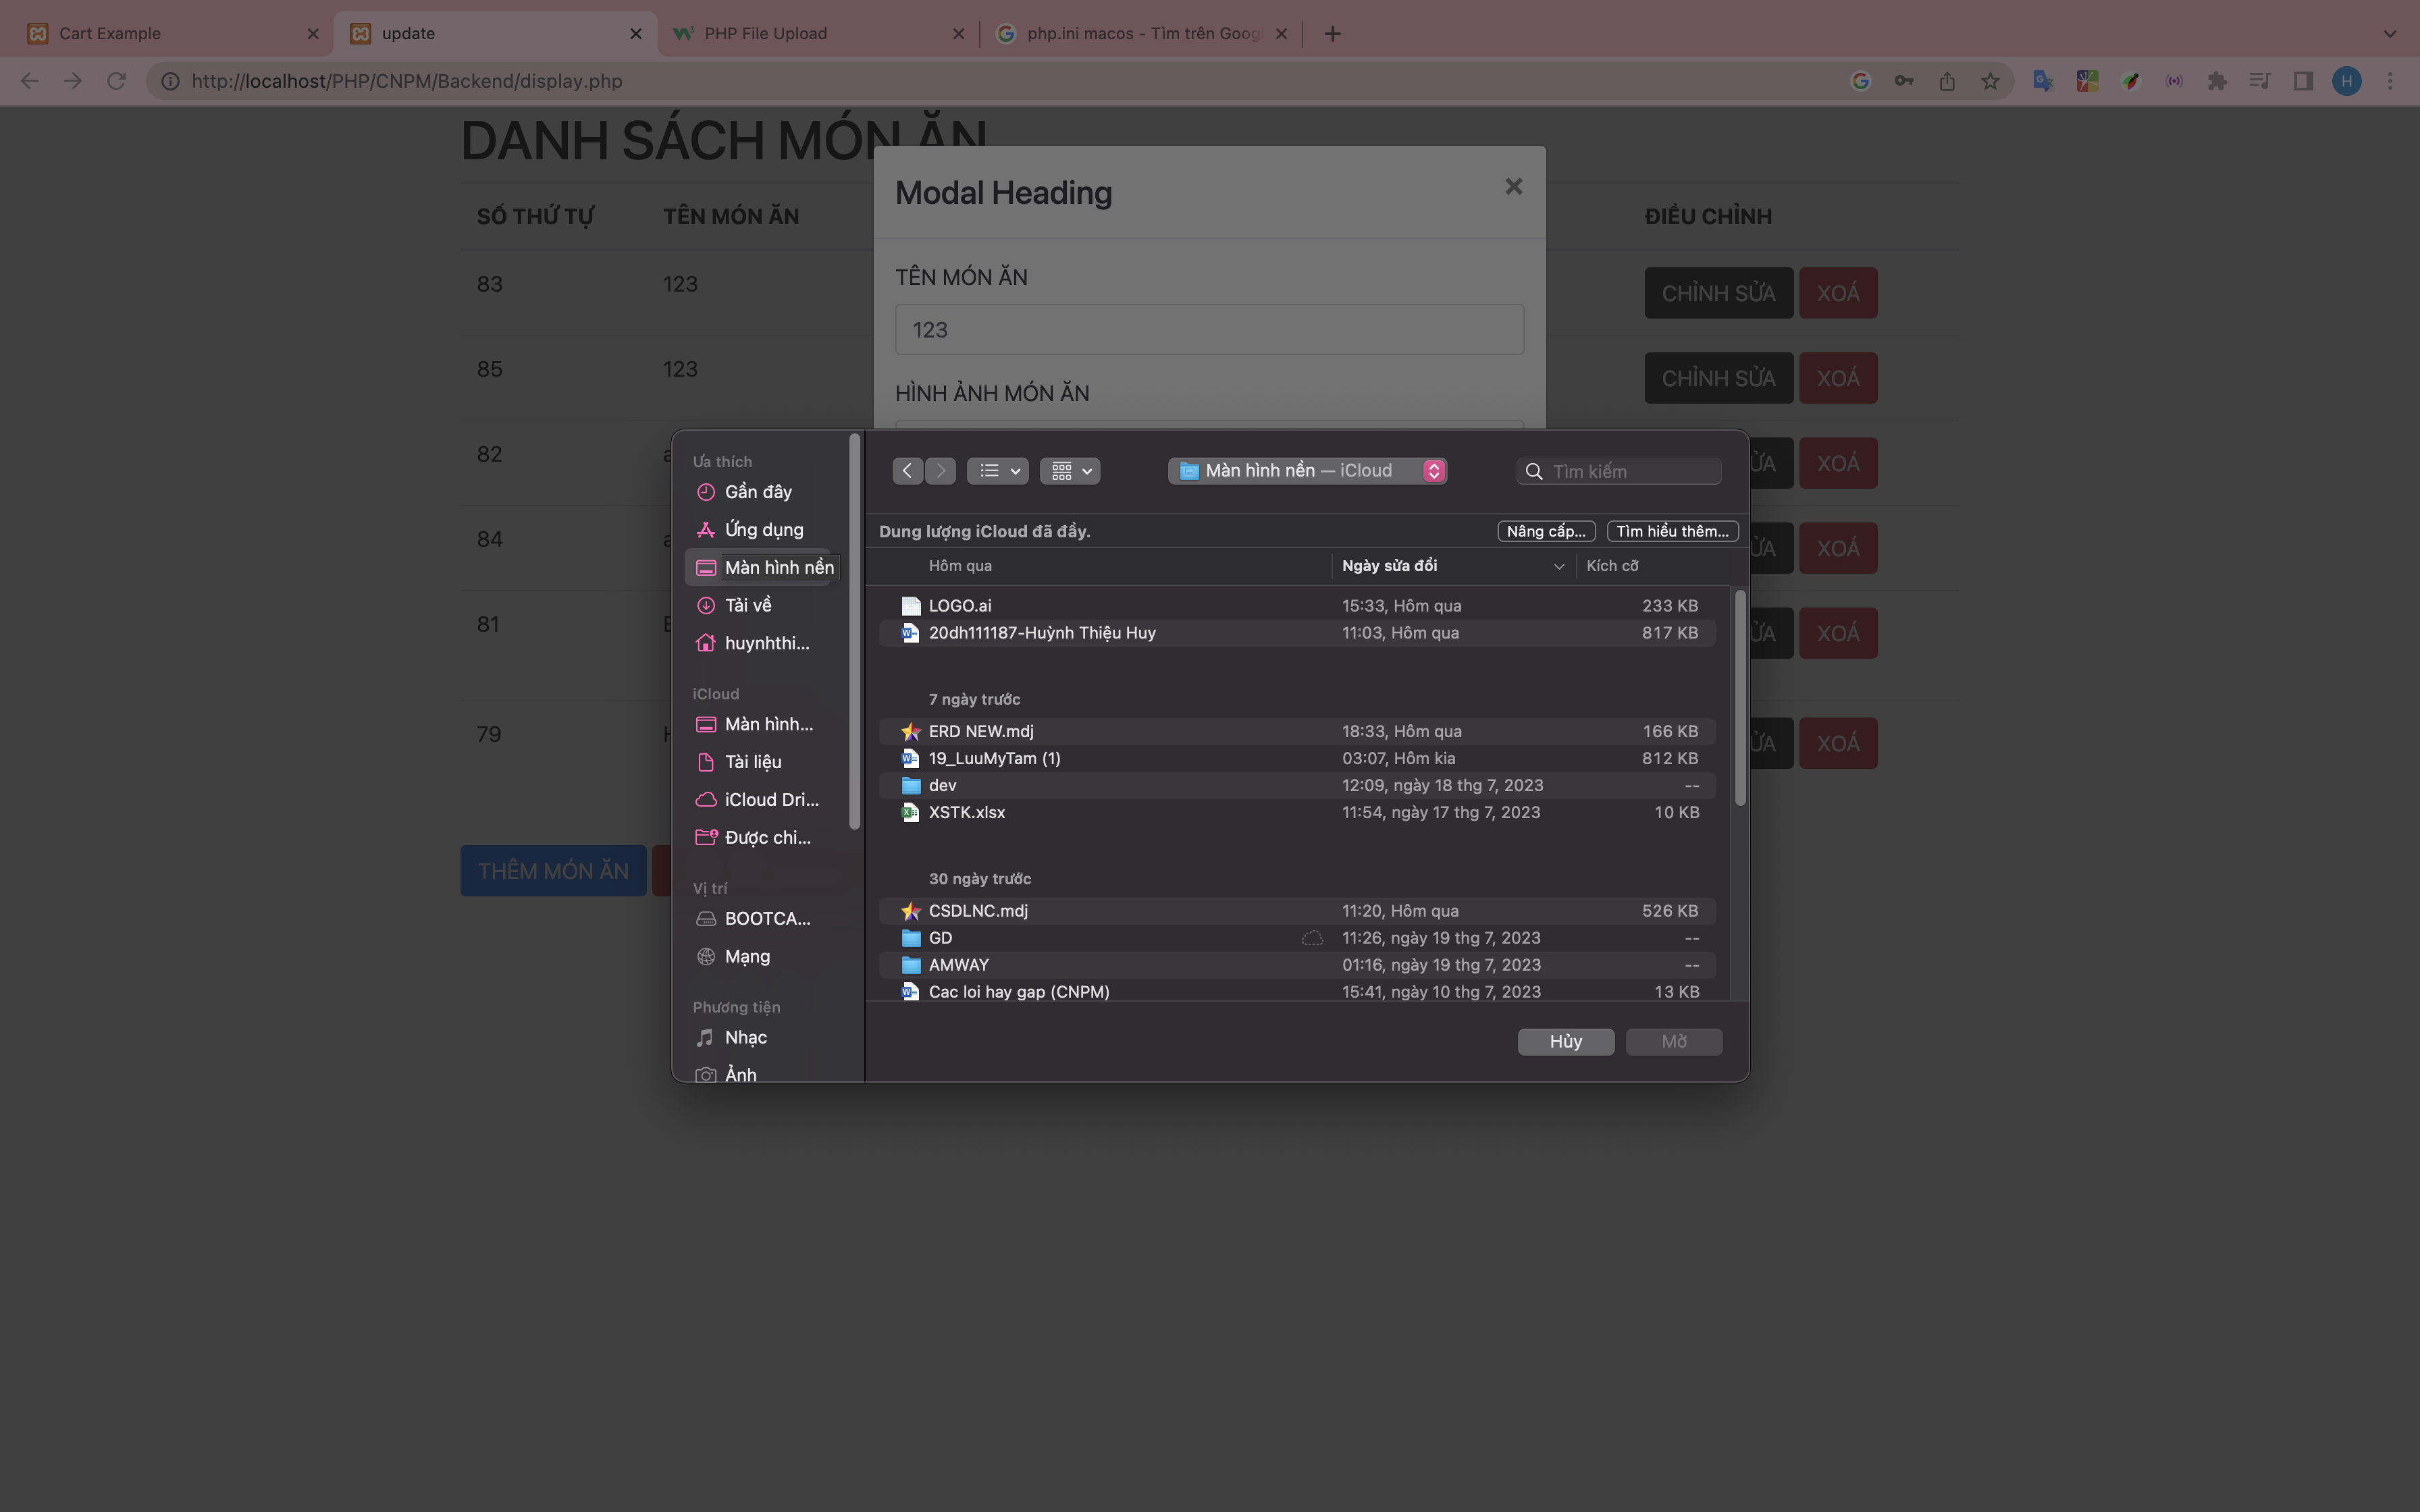 Cart Example
update
PHP File Upload
php.ini macos - Tìm trên Goog
http://localhost/PHP/CNPM/Backend/display.php
H
DANH SÁCH MÓN ĂN
Modal Heading
SỐ THỨ TỰ TÊN MÓN ĂN ĐIỀU CHỈNH
TÊN MÓN ĂN
83 123 CHỈNH SỬA XOÁ
123
85 123 CHỈNH SỬA XOÁ
HÌNH ẢNH MÓN ĂN
82 XOÁ
84 XOÁ
81 XOÁ
79 XOÁ
THÊM MÓN ĂN
Ưa thích
Gần đây
Ứng dụng
Màn hình nền
Tải về
huynhthi...
iCloud
Màn hình...
Tài liệu
iCloud Dri...
Được chi...
Vị trí
BOOTCA...
Mạng
Phương tiện
Nhạc
Ảnh
Màn hình nền — iCloud
Tìm kiếm
Dung lượng iCloud đã đầy.
Nâng cấp...
Tìm hiểu thêm...
Hôm qua Ngày sửa đổi Kích cỡ
LOGO.ai 15:33, Hôm qua 233 KB
20dh111187-Huỳnh Thiệu Huy 11:03, Hôm qua 817 KB
7 ngày trước
ERD NEW.mdj 18:33, Hôm qua 166 KB
19_LuuMyTam (1) 03:07, Hôm kia 812 KB
dev 12:09, ngày 18 thg 7, 2023 --
XSTK.xlsx 11:54, ngày 17 thg 7, 2023 10 KB
30 ngày trước
CSDLNC.mdj 11:20, Hôm qua 526 KB
GD 11:26, ngày 19 thg 7, 2023 --
AMWAY 01:16, ngày 19 thg 7, 2023 --
Cac loi hay gap (CNPM) 15:41, ngày 10 thg 7, 2023 13 KB
Hủy
Mở